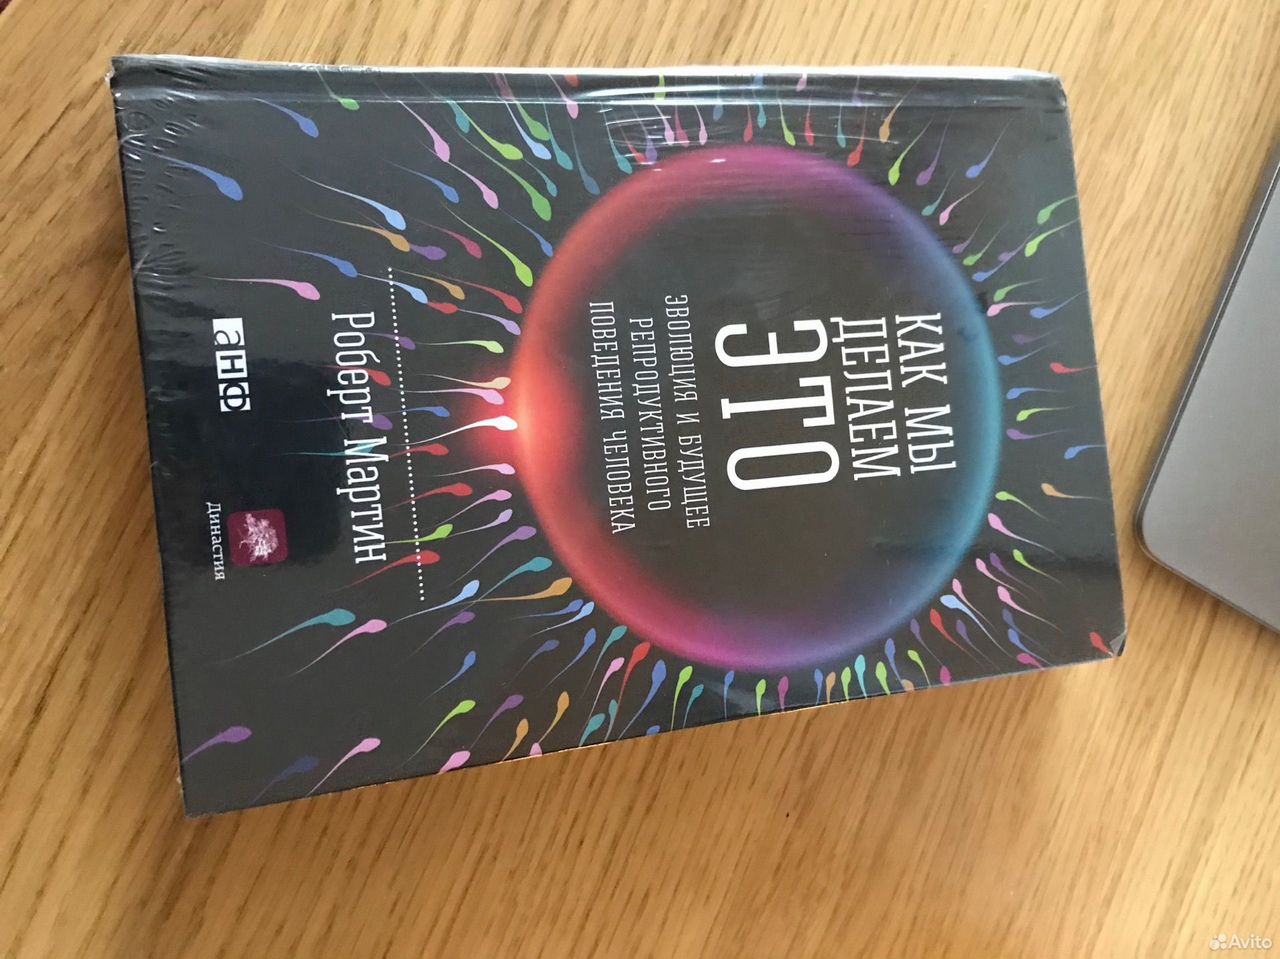 КАК МЫ
ДЕЛАЕМ
ЭТО
ЭВОЛЮЦИЯ И БУДУЩЕЕ
РЕПРОДУКТИВНОГО
ПОВЕДЕНИЯ ЧЕЛОВЕКА
Роберт Мартин
АНФ
Династия
Avito